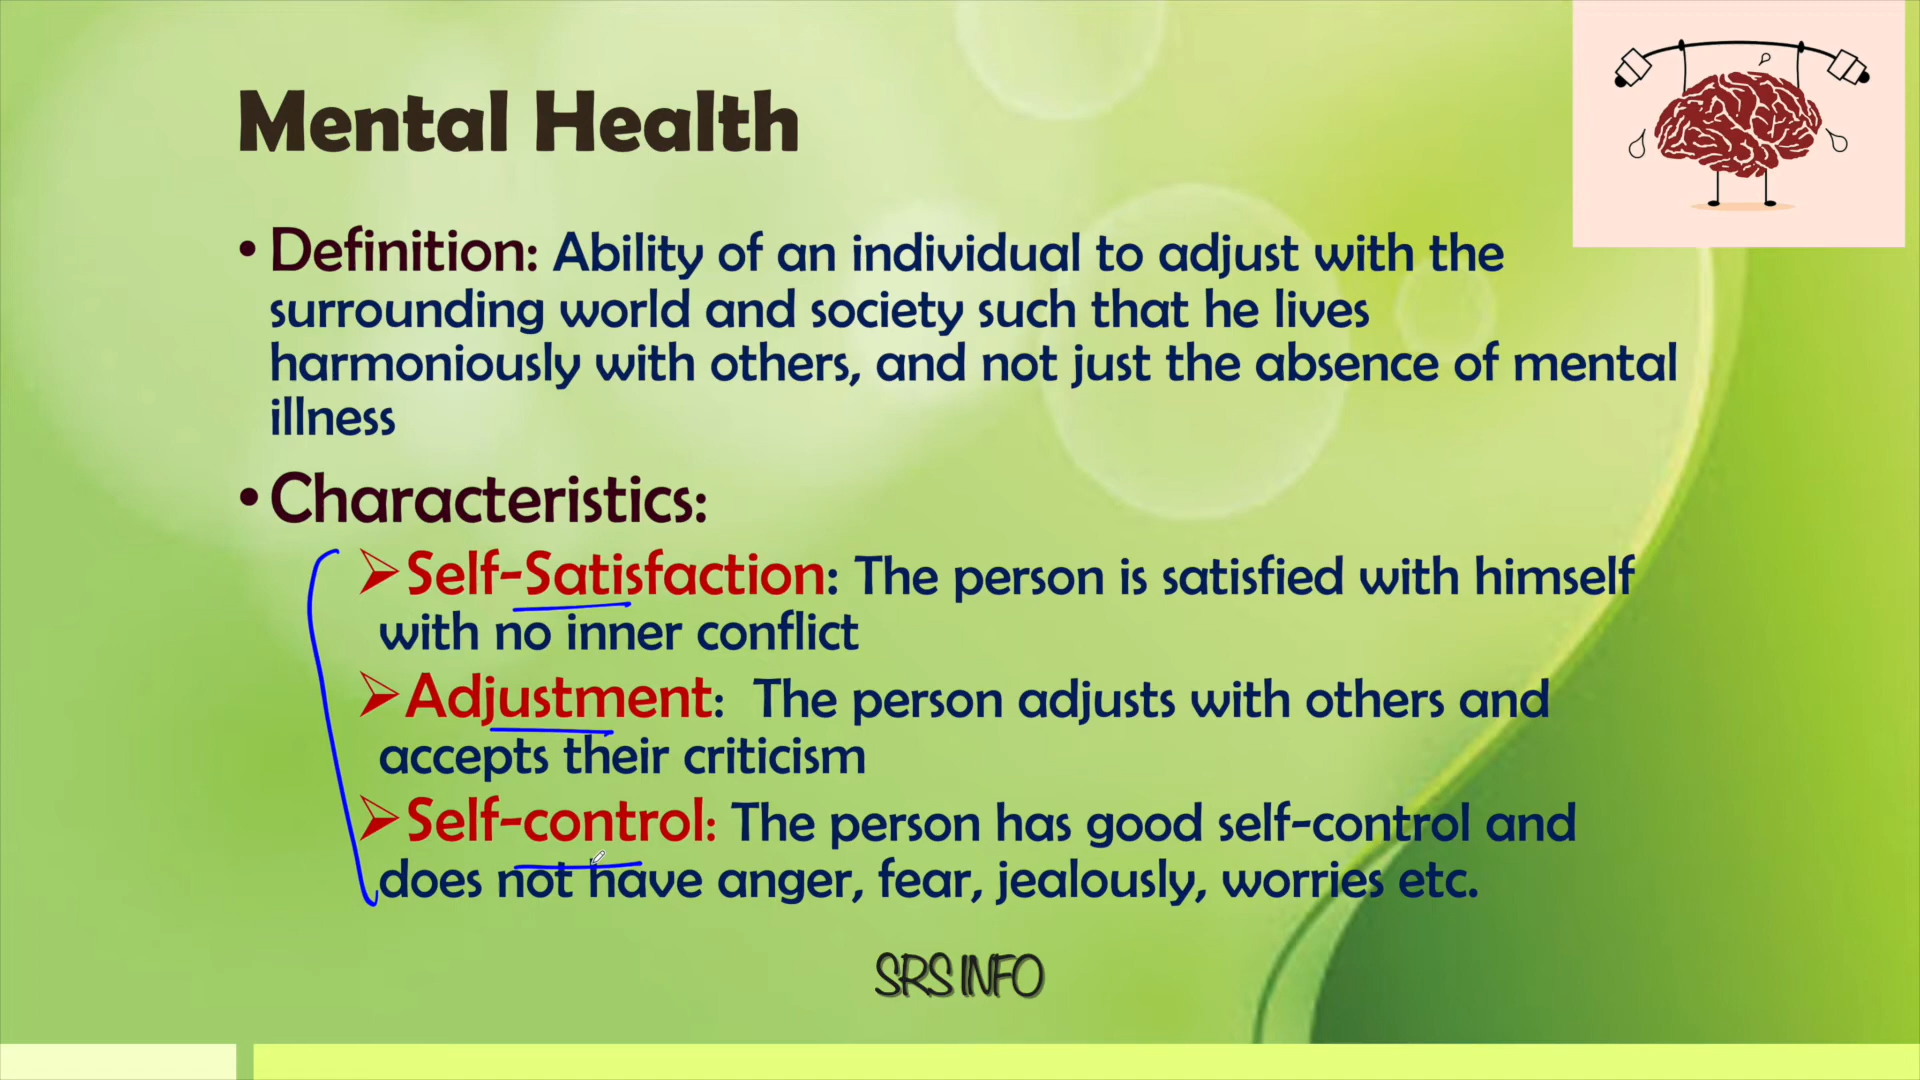 Mental Health
• Definition: Ability of an individual to adjust with the
surrounding world and society such that he lives
harmoniously with others, and not just the absence of mental
illness
• Characteristics:
➢Self-Satisfaction: The person is satisfied with himself
with no inner conflict
➢Adjustment: The person adjusts with others and
accepts their criticism
➢Self-control: The person has good self-control and
does not have anger, fear, jealously, worries etc.
SRS INFO